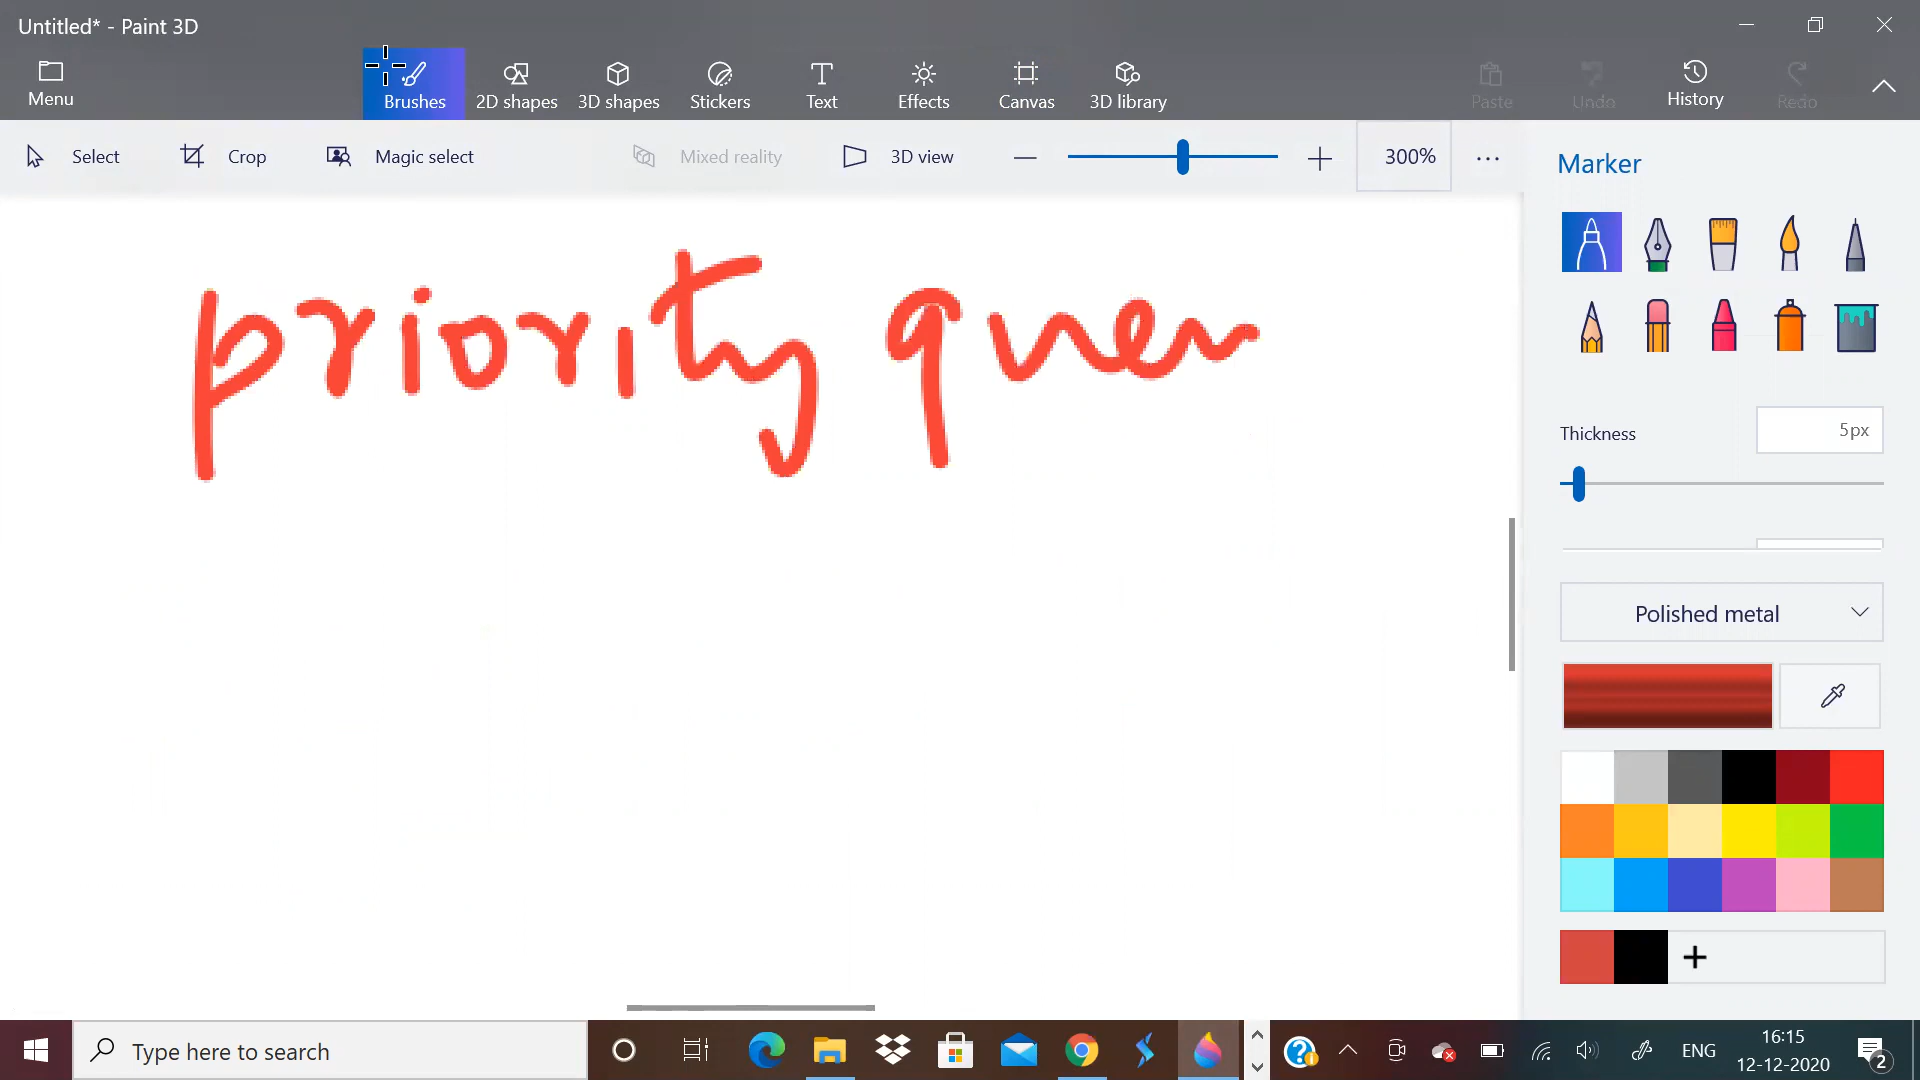 Untitled* - Paint 3D
Menu
Brushes
2D shapes
3D shapes
Stickers
Text
Effects
Canvas
3D library
Paste
Undo
History
Redo
Select
Crop
Magic select
Mixed reality
3D view
300%
Marker
priority queu
Thickness
5px
Polished metal
Type here to search
ENG
16:15
12-12-2020
2